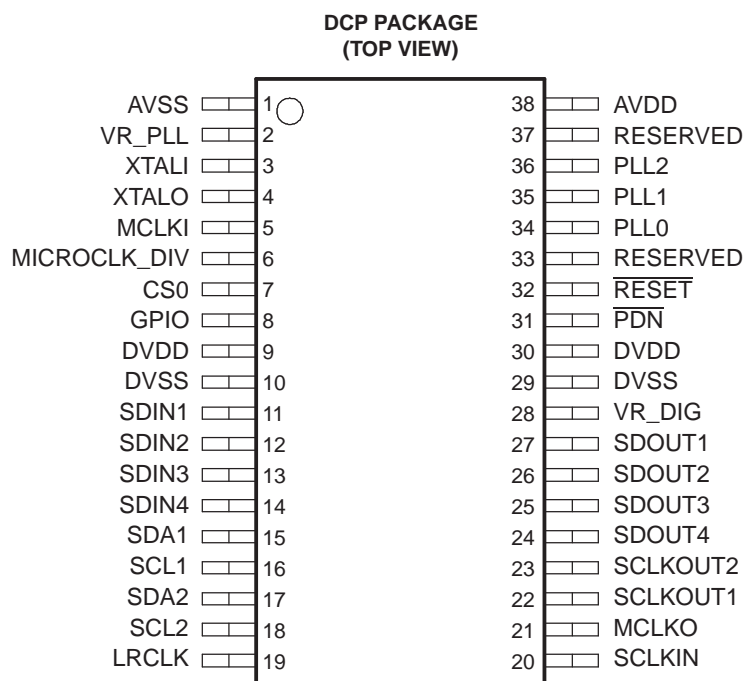 DCP PACKAGE
(TOP VIEW)
AVSS 1 38 AVDD
VR_PLL 2 37 RESERVED
XTALI 3 36 PLL2
XTALO 4 35 PLL1
MCLKI 5 34 PLL0
MICROCLK_DIV 6 33 RESERVED
CS0 7 32 RESET
GPIO 8 31 PDN
DVDD 9 30 DVDD
DVSS 10 29 DVSS
SDIN1 11 28 VR_DIG
SDIN2 12 27 SDOUT1
SDIN3 13 26 SDOUT2
SDIN4 14 25 SDOUT3
SDA1 15 24 SDOUT4
SCL1 16 23 SCLKOUT2
SDA2 17 22 SCLKOUT1
SCL2 18 21 MCLKO
LRCLK 19 20 SCLKIN